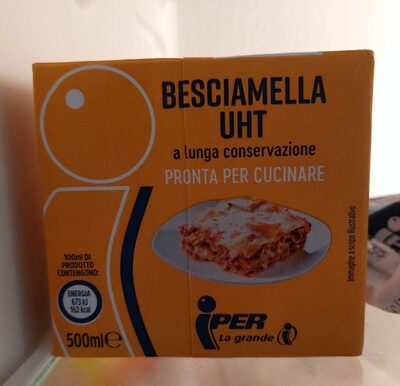 BESCIAMELLA
UHT
a lunga conservazione
PRONTA PER CUCINARE
Immagine a scopo illustrativo
100ml DI
PRODOTTO
CONTENGONO:
ENERGIA
673 kJ
162 kcal
500ml℮
iPER
La grande i